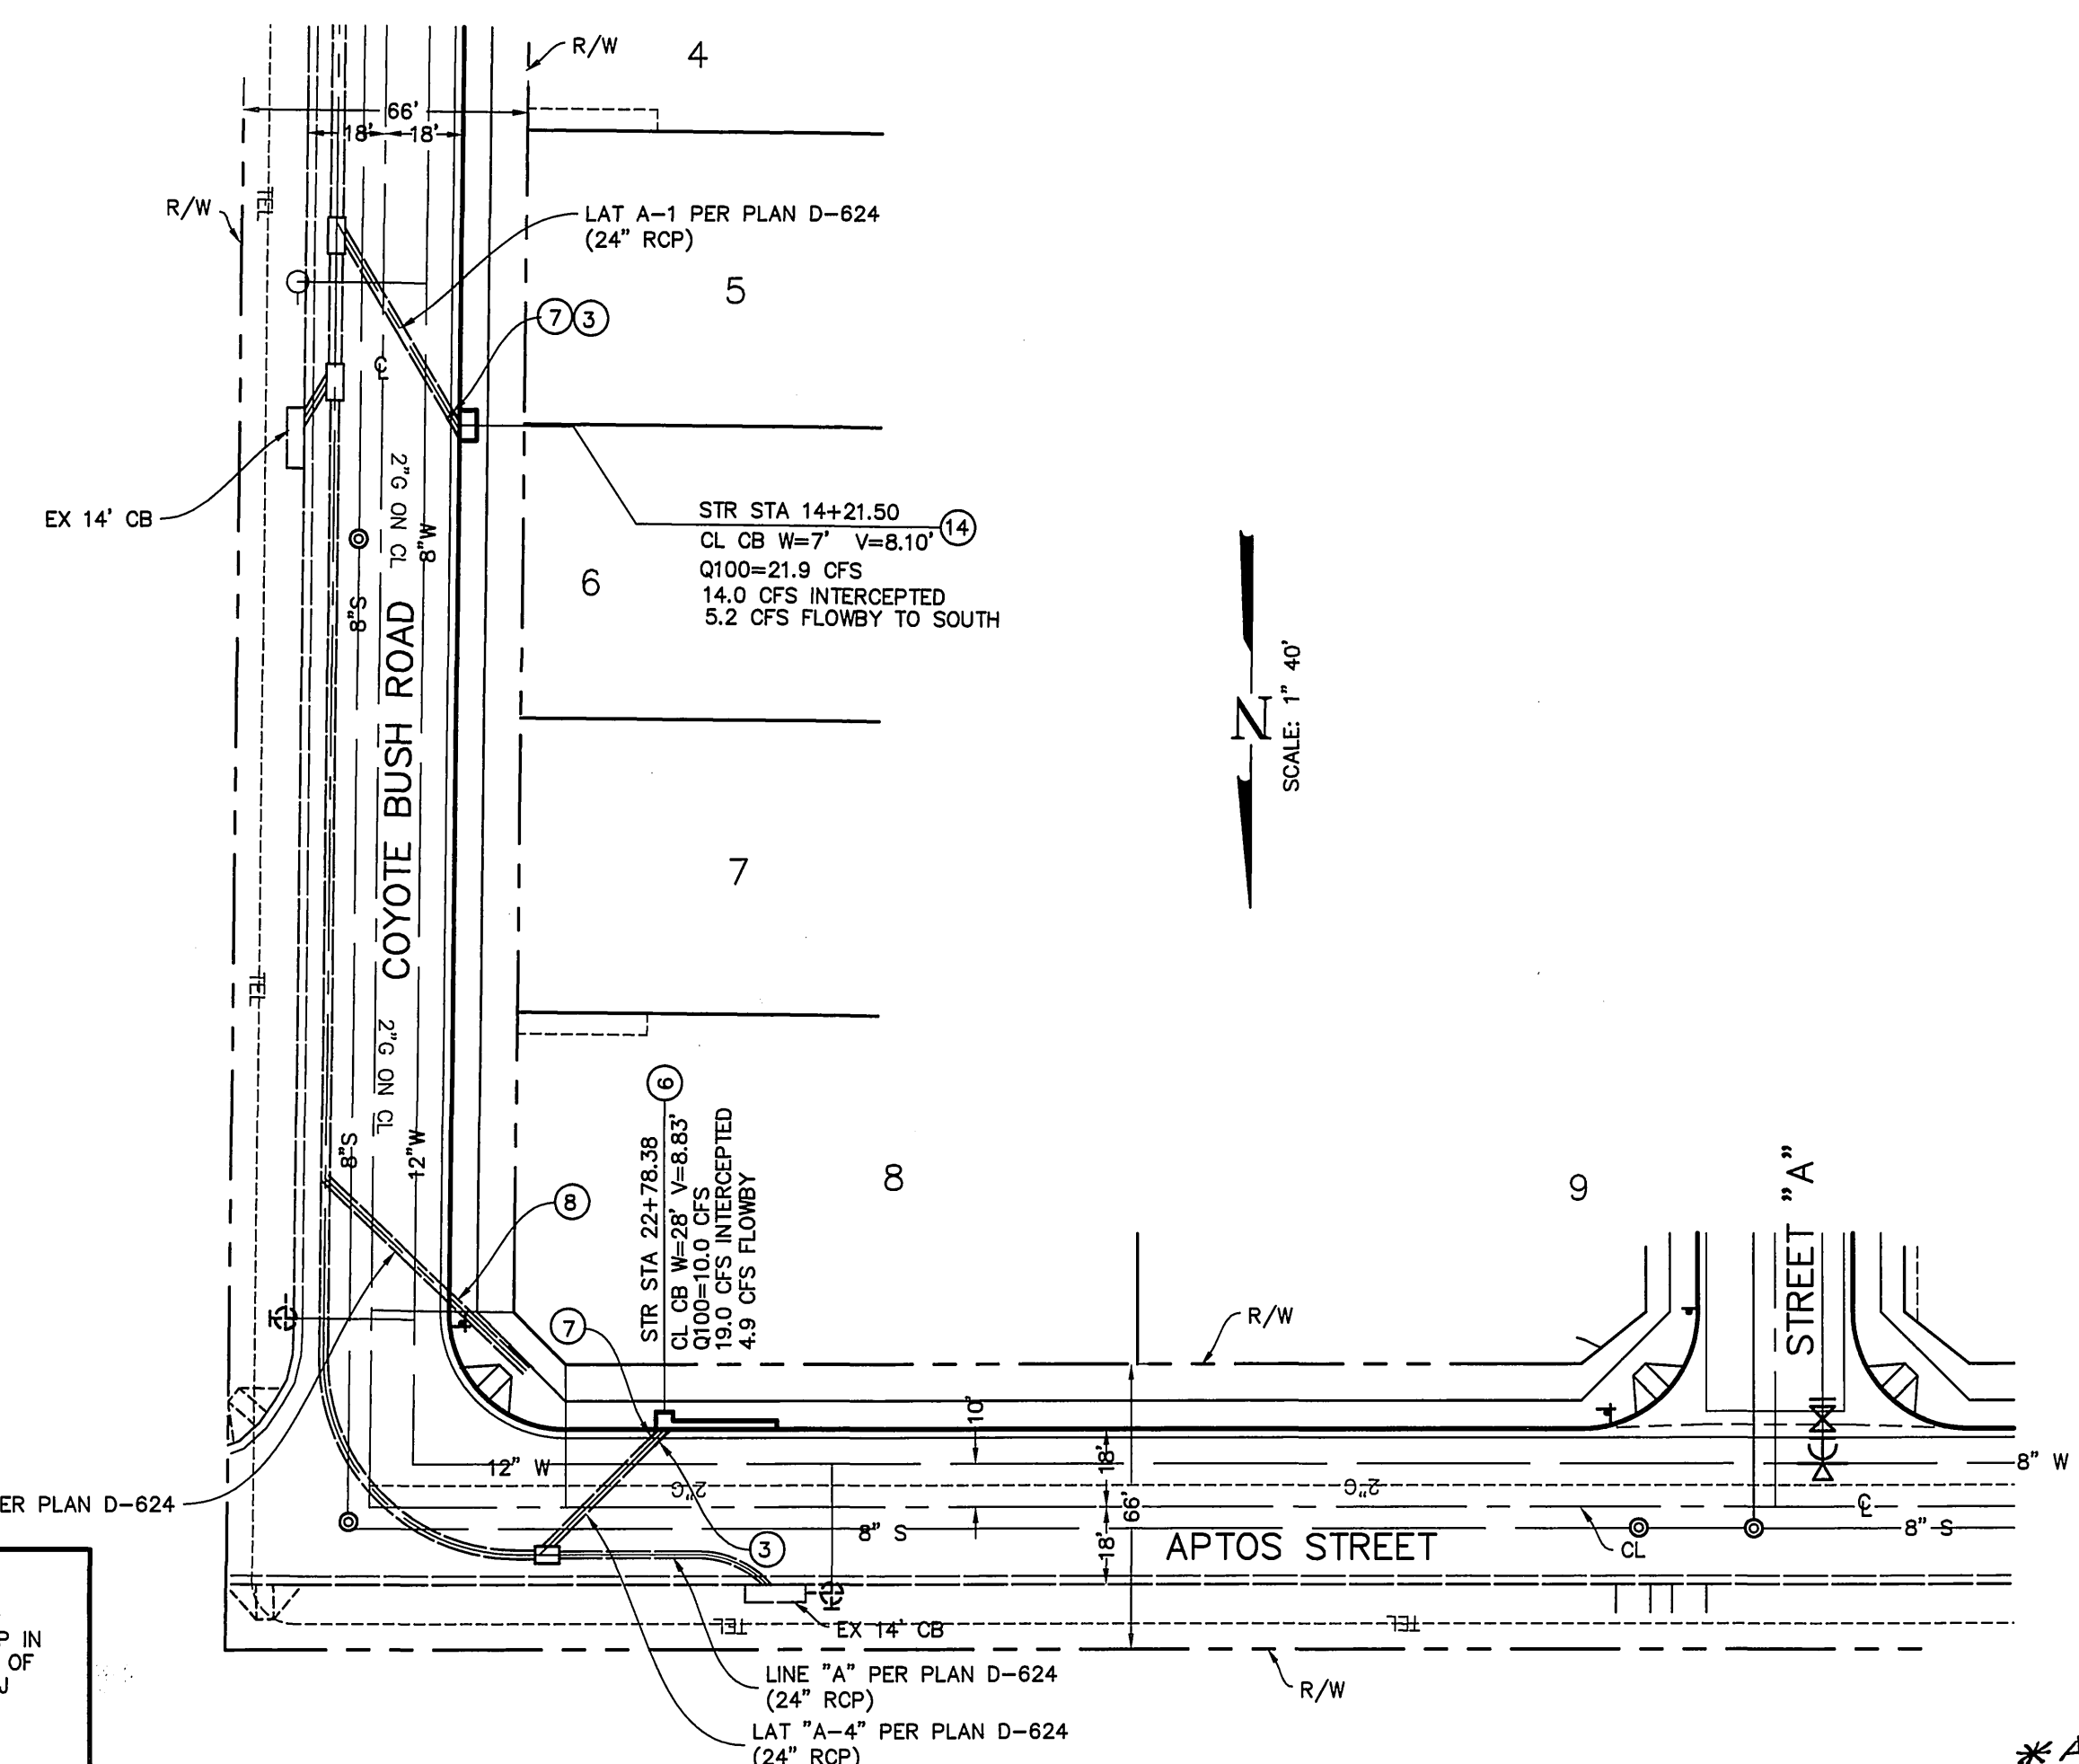 R/W
4
66'
18'
18'
R/W
TEL
LAT A-1 PER PLAN D-624
(24" RCP)
5
7
3
CL
EX 14' CB
2"G ON CL
8"W
8"S
STR STA 14+21.50
14
CL CB W=7' V=8.10'
Q100=21.9 CFS
14.0 CFS INTERCEPTED
5.2 CFS FLOWBY TO SOUTH
6
COYOTE BUSH ROAD
N
SCALE: 1" 40'
7
TEL
2"G ON CL
8"S
12"W
6
STR STA 22+78.38
CL CB W=28' V=8.83'
Q100=10.0 CFS
19.0 CFS INTERCEPTED
4.9 CFS FLOWBY
8
9
STREET "A"
8
7
R/W
10'
18'
66'
18'
12" W
2"G
2"G
8" W
ER PLAN D-624
8" S
APTOS STREET
CL
CL
8" S
3
TEL
EX 14' CB
TEL
P IN
OF
J
LINE "A" PER PLAN D-624
(24" RCP)
R/W
LAT "A-4" PER PLAN D-624
(24" RCP)
* A